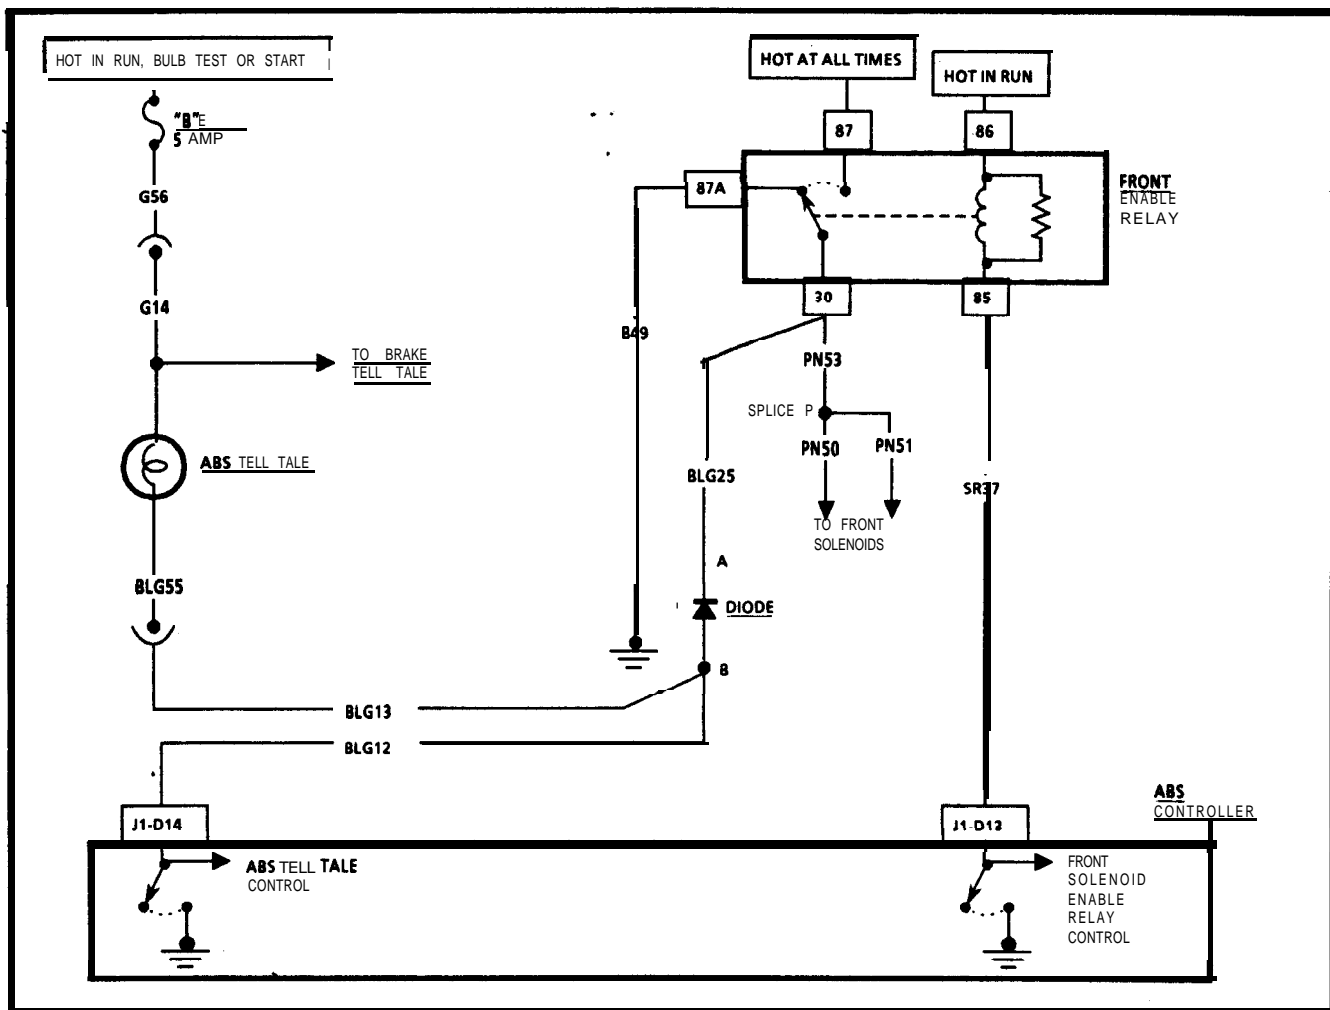 HOT IN RUN, BULB TEST OR START
"B"E
5 AMP
G56
G14
TO BRAKE
TELL TALE
ABS TELL TALE
BLG55
HOT AT ALL TIMES
HOT IN RUN
87
86
87A
FRONT
ENABLE
RELAY
30
85
B49
PN53
SPLICE P
PN50
PN51
BLG25
SR37
TO FRONT
SOLENOIDS
A
DIODE
B
BLG13
BLG12
ABS
CONTROLLER
J1-D14
J1-D13
ABS TELL TALE
CONTROL
FRONT
SOLENOID
ENABLE
RELAY
CONTROL